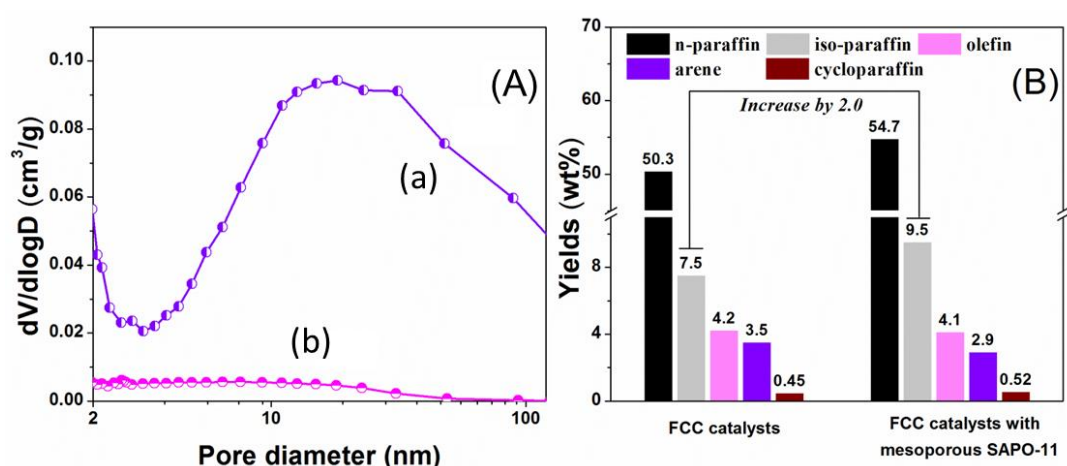 (A)
dV/dlogD (cm³/g)
0.10
0.08
0.06
0.04
0.02
0.00
(a)
(b)
2
10
100
Pore diameter (nm)
(B)
Yields (wt%)
70
60
50
8
4
0
n-paraffin
iso-paraffin
olefin
arene
cycloparaffin
Increase by 2.0
50.3
7.5
4.2
3.5
0.45
54.7
9.5
4.1
2.9
0.52
FCC catalysts
FCC catalysts with
mesoporous SAPO-11